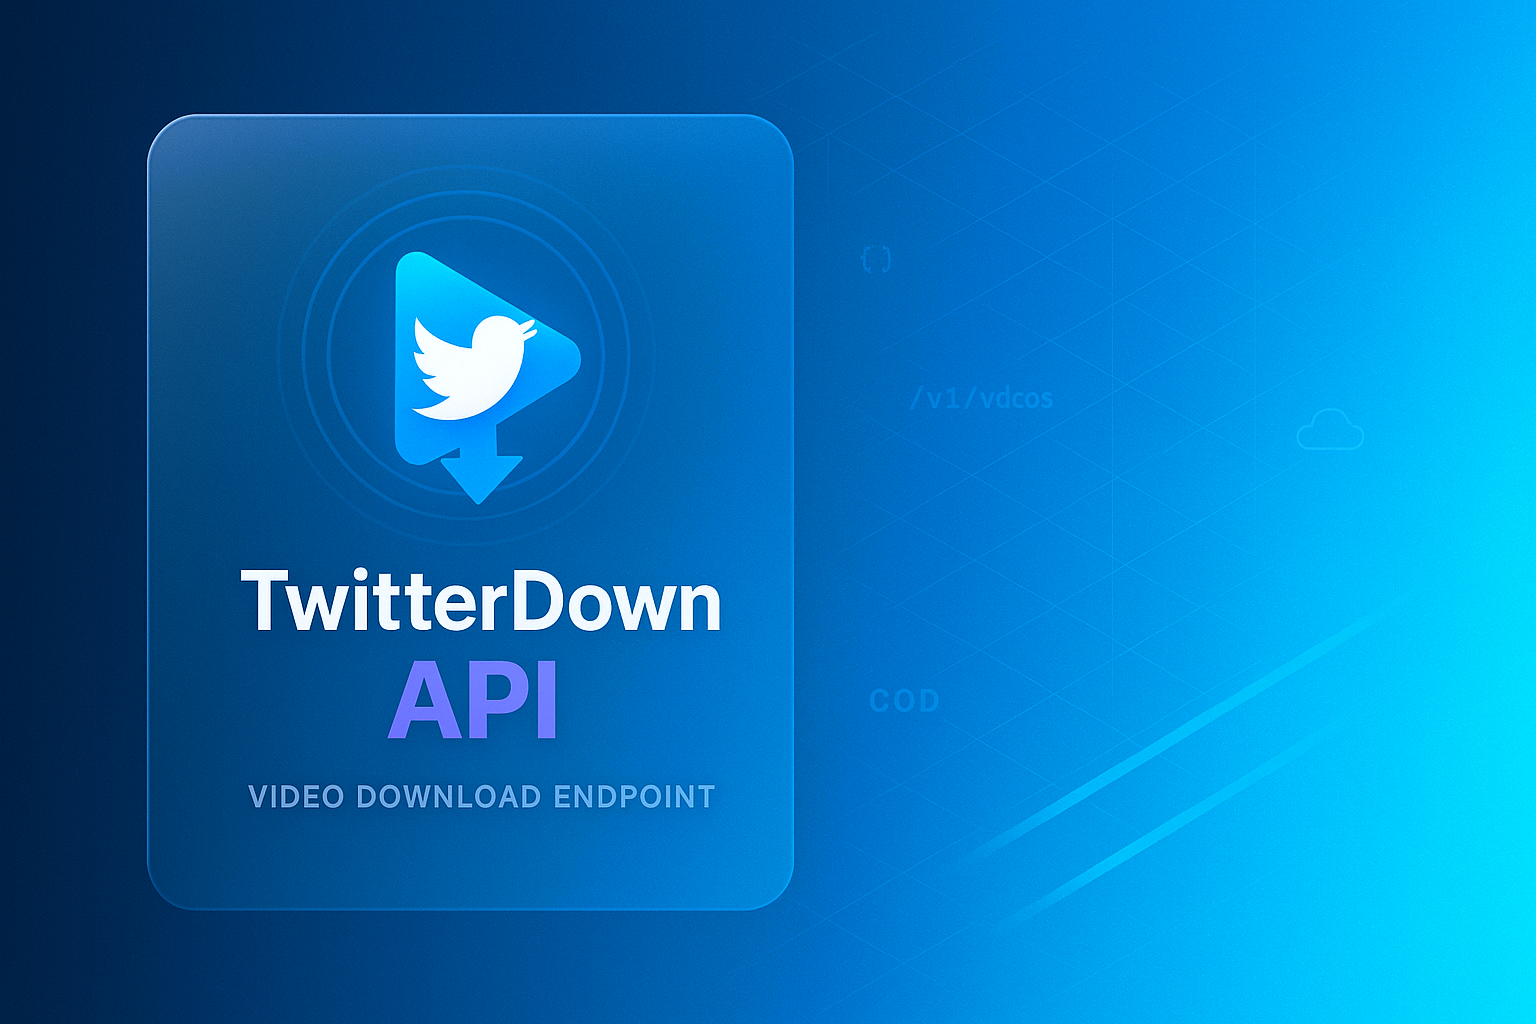 TwitterDown
API
VIDEO DOWNLOAD ENDPOINT
{}
/v1/vdcos
COD